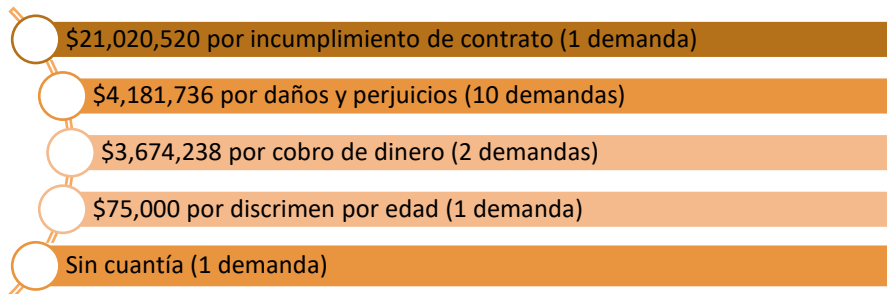 $21,020,520 por incumplimiento de contrato (1 demanda)
$4,181,736 por daños y perjuicios (10 demandas)
$3,674,238 por cobro de dinero (2 demandas)
$75,000 por discrimen por edad (1 demanda)
Sin cuantía (1 demanda)